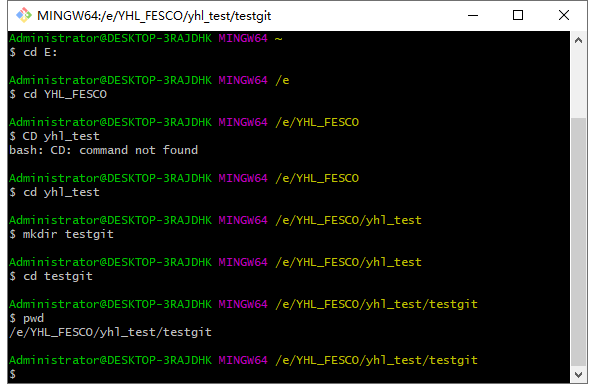 MINGW64:/e/YHL_FESCO/yhl_test/testgit
Administrator@DESKTOP-3RAJDHK MINGW64 ~
$ cd E:
Administrator@DESKTOP-3RAJDHK MINGW64 /e
$ cd YHL_FESCO
Administrator@DESKTOP-3RAJDHK MINGW64 /e/YHL_FESCO
$ CD yhl_test
bash: CD: command not found
Administrator@DESKTOP-3RAJDHK MINGW64 /e/YHL_FESCO
$ cd yhl_test
Administrator@DESKTOP-3RAJDHK MINGW64 /e/YHL_FESCO/yhl_test
$ mkdir testgit
Administrator@DESKTOP-3RAJDHK MINGW64 /e/YHL_FESCO/yhl_test
$ cd testgit
Administrator@DESKTOP-3RAJDHK MINGW64 /e/YHL_FESCO/yhl_test/testgit
$ pwd
/e/YHL_FESCO/yhl_test/testgit
Administrator@DESKTOP-3RAJDHK MINGW64 /e/YHL_FESCO/yhl_test/testgit
$